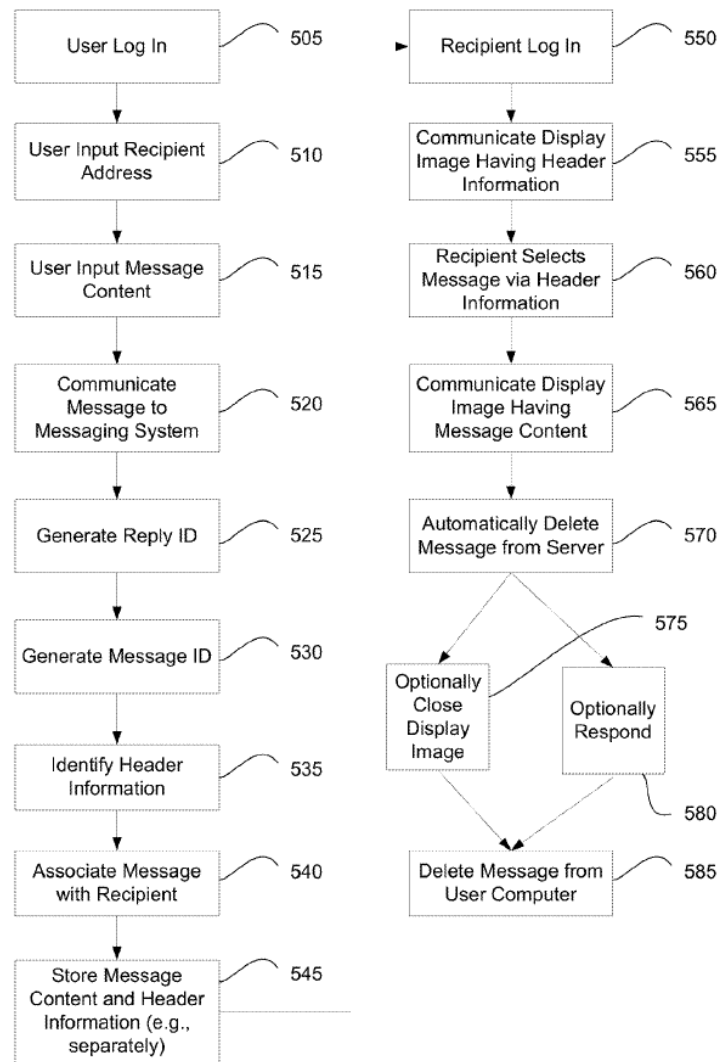 User Log In
505
User Input Recipient
Address
510
User Input Message
Content
515
Communicate
Message to
Messaging System
520
Generate Reply ID
525
Generate Message ID
530
Identify Header
Information
535
Associate Message
with Recipient
540
Store Message
Content and Header
Information (e.g.,
separately)
545
Recipient Log In
550
Communicate Display
Image Having Header
Information
555
Recipient Selects
Message via Header
Information
560
Communicate Display
Image Having
Message Content
565
Automatically Delete
Message from Server
570
Optionally
Close
Display
Image
575
Optionally
Respond
580
Delete Message from
User Computer
585